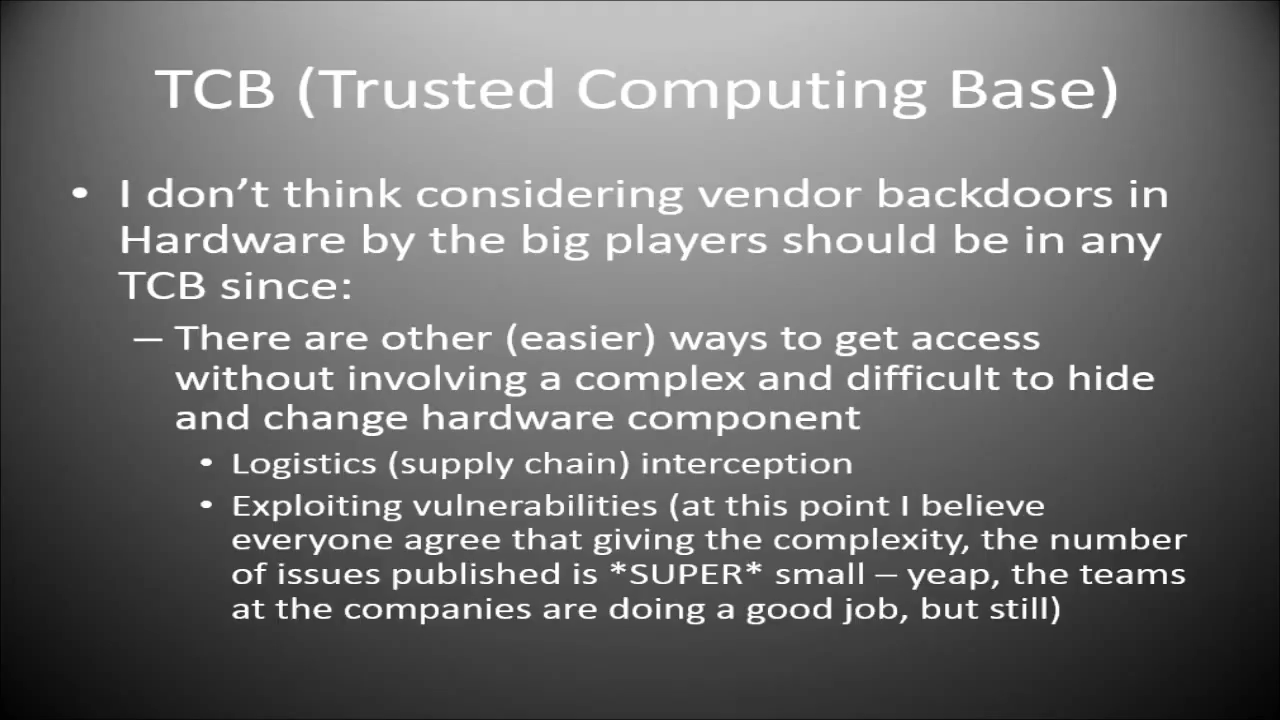 TCB (Trusted Computing Base)
• I don't think considering vendor backdoors in
Hardware by the big players should be in any
TCB since:
– There are other (easier) ways to get access
without involving a complex and difficult to hide
and change hardware component
• Logistics (supply chain) interception
• Exploiting vulnerabilities (at this point I believe
everyone agree that giving the complexity, the number
of issues published is *SUPER* small – yeap, the teams
at the companies are doing a good job, but still)